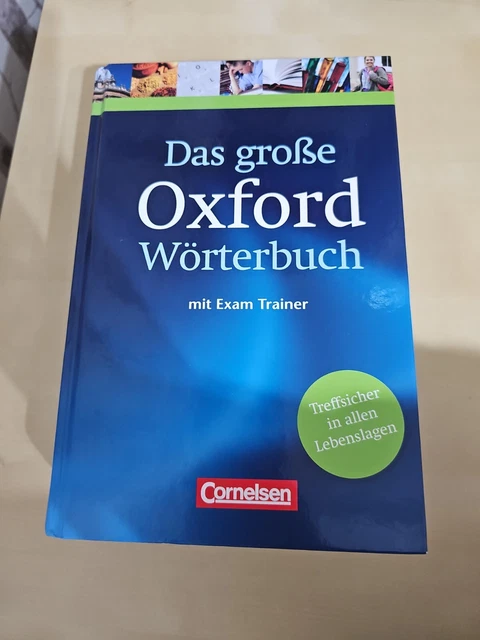 Das große
Oxford
Wörterbuch
mit Exam Trainer
Treffsicher
in allen
Lebenslagen
Cornelsen